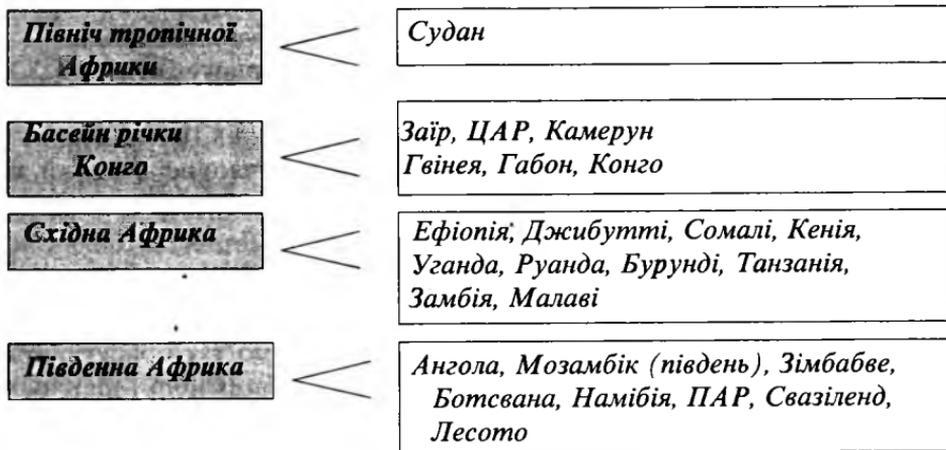 Північ тропічної
Африки
Судан
Басейн річки
Конго
Заїр, ЦАР, Камерун
Гвінея, Габон, Конго
Східна Африка
Ефіопія, Джибутті, Сомалі, Кенія,
Уганда, Руанда, Бурунді, Танзанія,
Замбія, Малаві
Південна Африка
Ангола, Мозамбік (південь), Зімбабве,
Ботсвана, Намібія, ПАР, Свазіленд,
Лесото